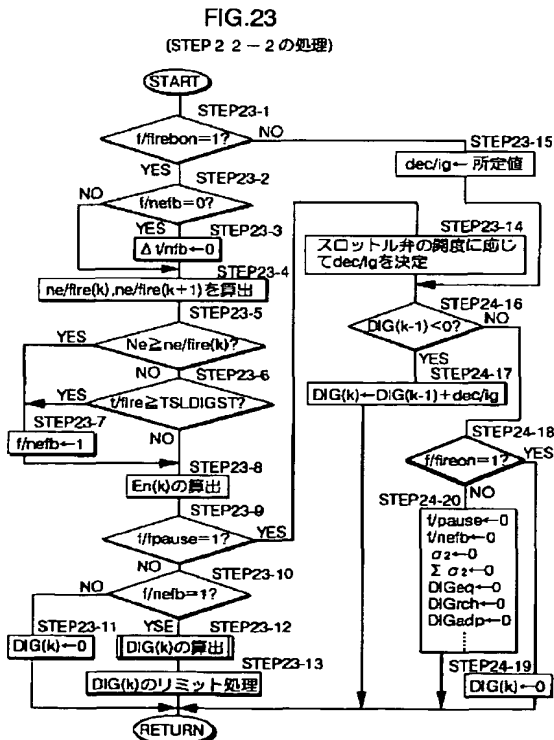 FIG.23
(STEP22-2の処理)
START
STEP23-1
f/firebon=1?
NO
YES
STEP23-2
f/nefb=0?
NO
YES
STEP23-3
Δt/nfb←0
STEP23-4
ne/fire(k),ne/fire(k+1)を算出
STEP23-5
Ne≧ne/fire(k)?
YES
NO
STEP23-6
t/fire≧TSLDIGST?
YES
NO
STEP23-7
f/nefb←1
STEP23-8
En(k)の算出
STEP23-9
f/fpause=1?
YES
NO
STEP23-10
f/nefb=1?
NO
YSE
STEP23-11
DIG(k)←0
STEP23-12
DIG(k)の算出
STEP23-13
DIG(k)のリミット処理
RETURN
STEP23-15
dec/ig←所定値
STEP23-14
スロットル弁の開度に応じ
てdec/igを決定
STEP24-16
DIG(k-1)<0?
NO
YES
STEP24-17
DIG(k)←DIG(k-1)+dec/ig
STEP24-18
f/fireon=1?
YES
NO
STEP24-20
f/pause←0
f/nefb←0
σ2←0
Σσ2←0
DIGeq←0
DIGrch←0
DIGadp←0
⋮
STEP24-19
DIG(k)←0